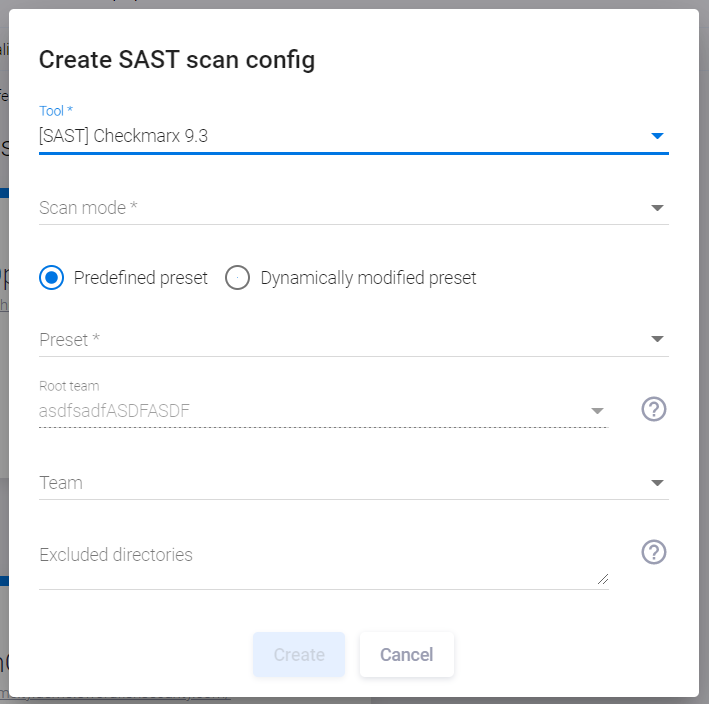 Create SAST scan config
Tool *
[SAST] Checkmarx 9.3
Scan mode *
Predefined preset Dynamically modified preset
Preset *
Root team
asdfsadfASDFASDF
?
Team
Excluded directories
?
Create Cancel